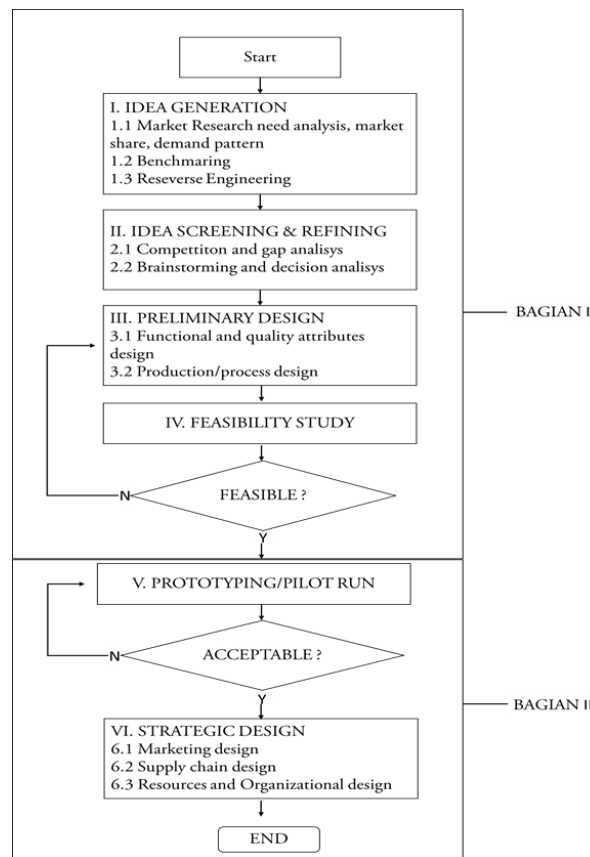 Start
I. IDEA GENERATION
1.1 Market Research need analysis, market
share, demand pattern
1.2 Benchmaring
1.3 Reseverse Engineering
II. IDEA SCREENING & REFINING
2.1 Competititon and gap analisys
2.2 Brainstorming and decision analisys
BAGIAN I
III. PRELIMINARY DESIGN
3.1 Functional and quality attributes
design
3.2 Production/process design
IV. FEASIBILITY STUDY
N
FEASIBLE ?
Y
V. PROTOTYPING/PILOT RUN
N
ACCEPTABLE ?
Y
BAGIAN II
VI. STRATEGIC DESIGN
6.1 Marketing design
6.2 Supply chain design
6.3 Resources and Organizational design
END